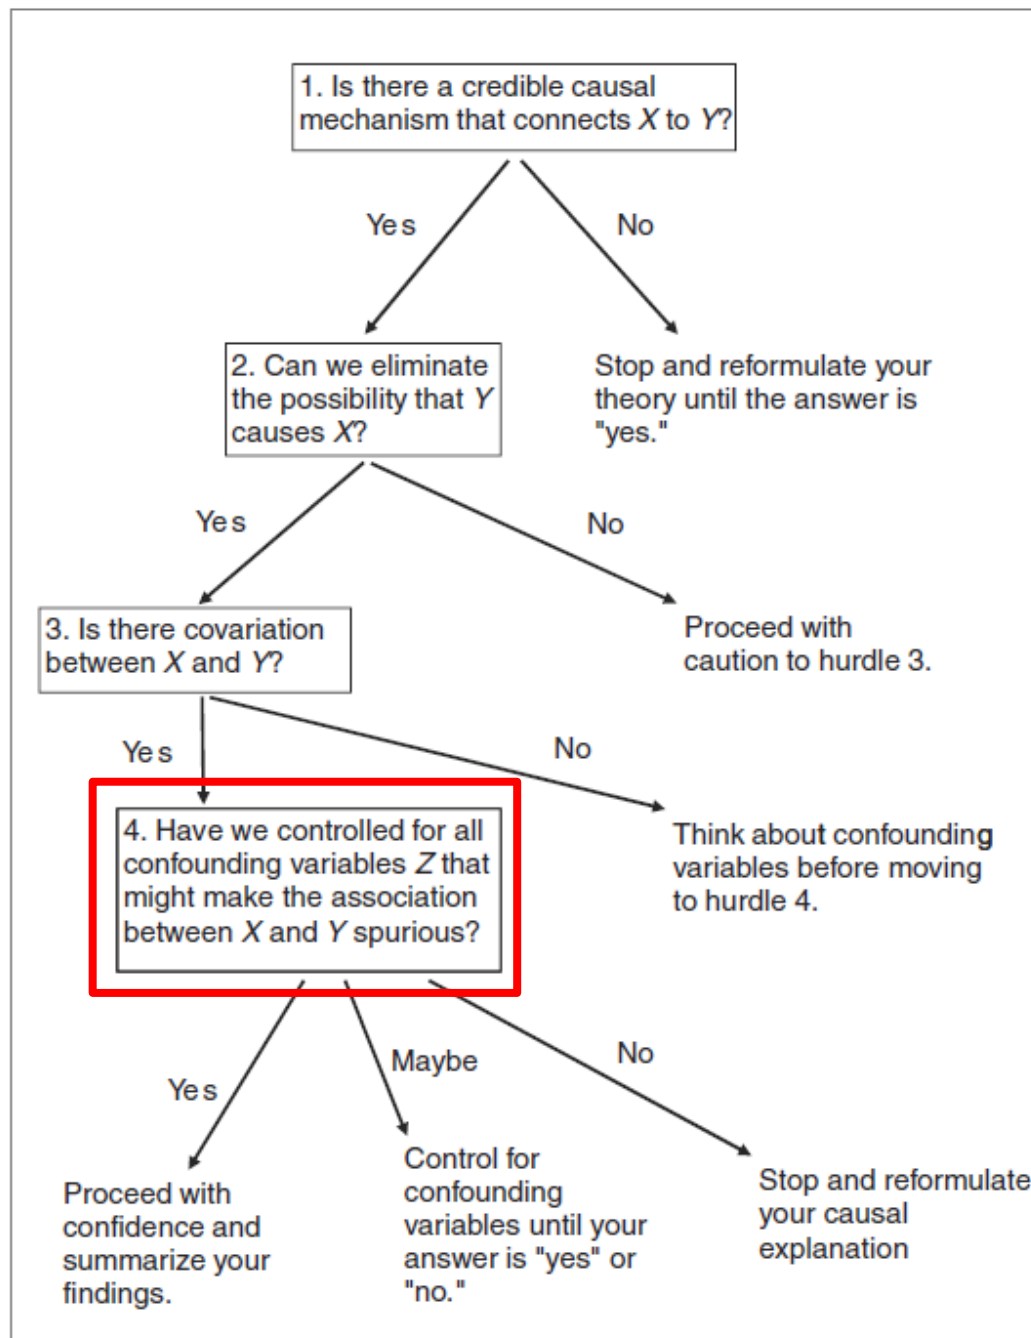 1. Is there a credible causal
mechanism that connects X to Y?
Yes
No
2. Can we eliminate
the possibility that Y
causes X?
Stop and reformulate your
theory until the answer is
"yes."
Yes
No
3. Is there covariation
between X and Y?
Proceed with
caution to hurdle 3.
Yes
No
4. Have we controlled for all
confounding variables Z that
might make the association
between X and Y spurious?
Think about confounding
variables before moving
to hurdle 4.
Yes
Maybe
No
Proceed with
confidence and
summarize your
findings.
Control for
confounding
variables until your
answer is "yes" or
"no."
Stop and reformulate
your causal
explanation